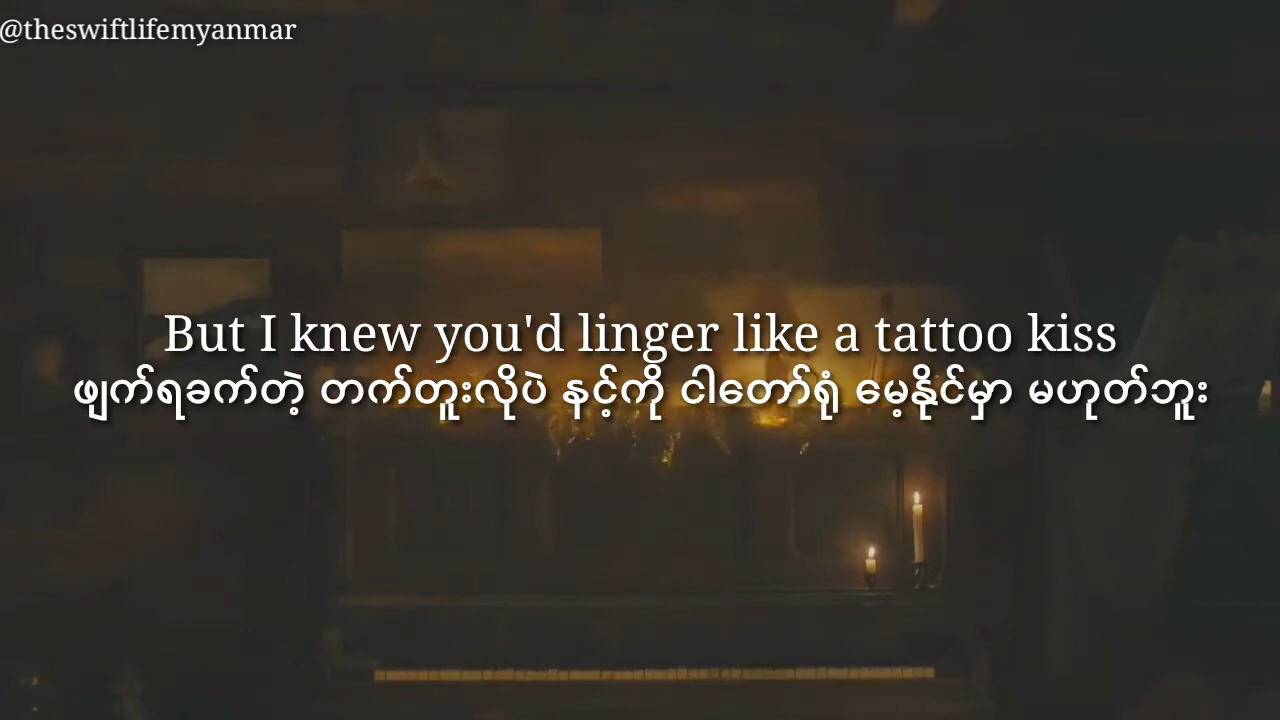 @theswiftlifemyanmar
But I knew you'd linger like a tattoo kiss
ဖျက်ရခက်တဲ့ တက်တူးလိုပဲ နင့်ကို ငါတော်ရုံ မေ့နိုင်မှာ မဟုတ်ဘူး